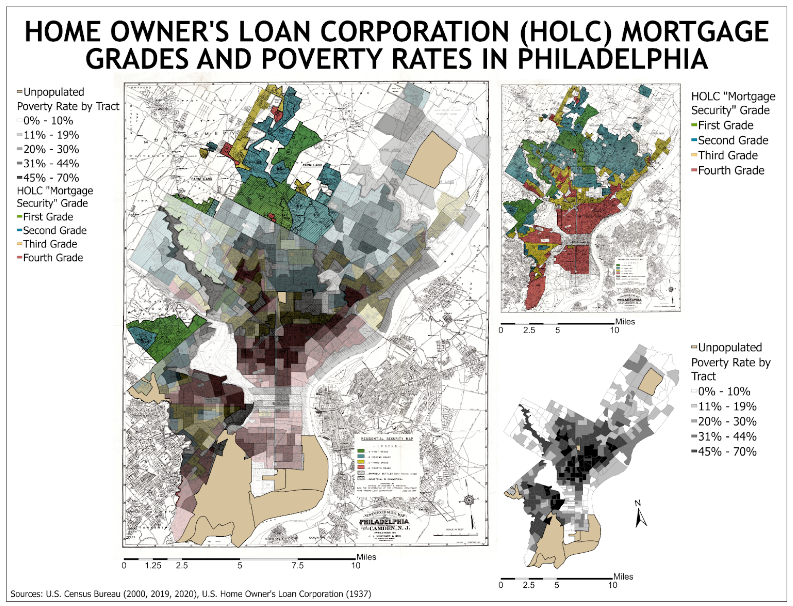 HOME OWNER'S LOAN CORPORATION (HOLC) MORTGAGE
GRADES AND POVERTY RATES IN PHILADELPHIA
Unpopulated
Poverty Rate by Tract
0% - 10%
11% - 19%
20% - 30%
31% - 44%
45% - 70%
HOLC "Mortgage
Security" Grade
First Grade
Second Grade
Third Grade
Fourth Grade
RESIDENTIAL SECURITY MAP
PHILADELPHIA
CAMDEN, N. J.
Miles
0 1.25 2.5 5 7.5 10
HOLC "Mortgage
Security" Grade
First Grade
Second Grade
Third Grade
Fourth Grade
PHILADELPHIA
Miles
0 2.5 5 10
Unpopulated
Poverty Rate by
Tract
0% - 10%
11% - 19%
20% - 30%
31% - 44%
45% - 70%
N
Miles
0 2.5 5 10
Sources: U.S. Census Bureau (2000, 2019, 2020), U.S. Home Owner's Loan Corporation (1937)